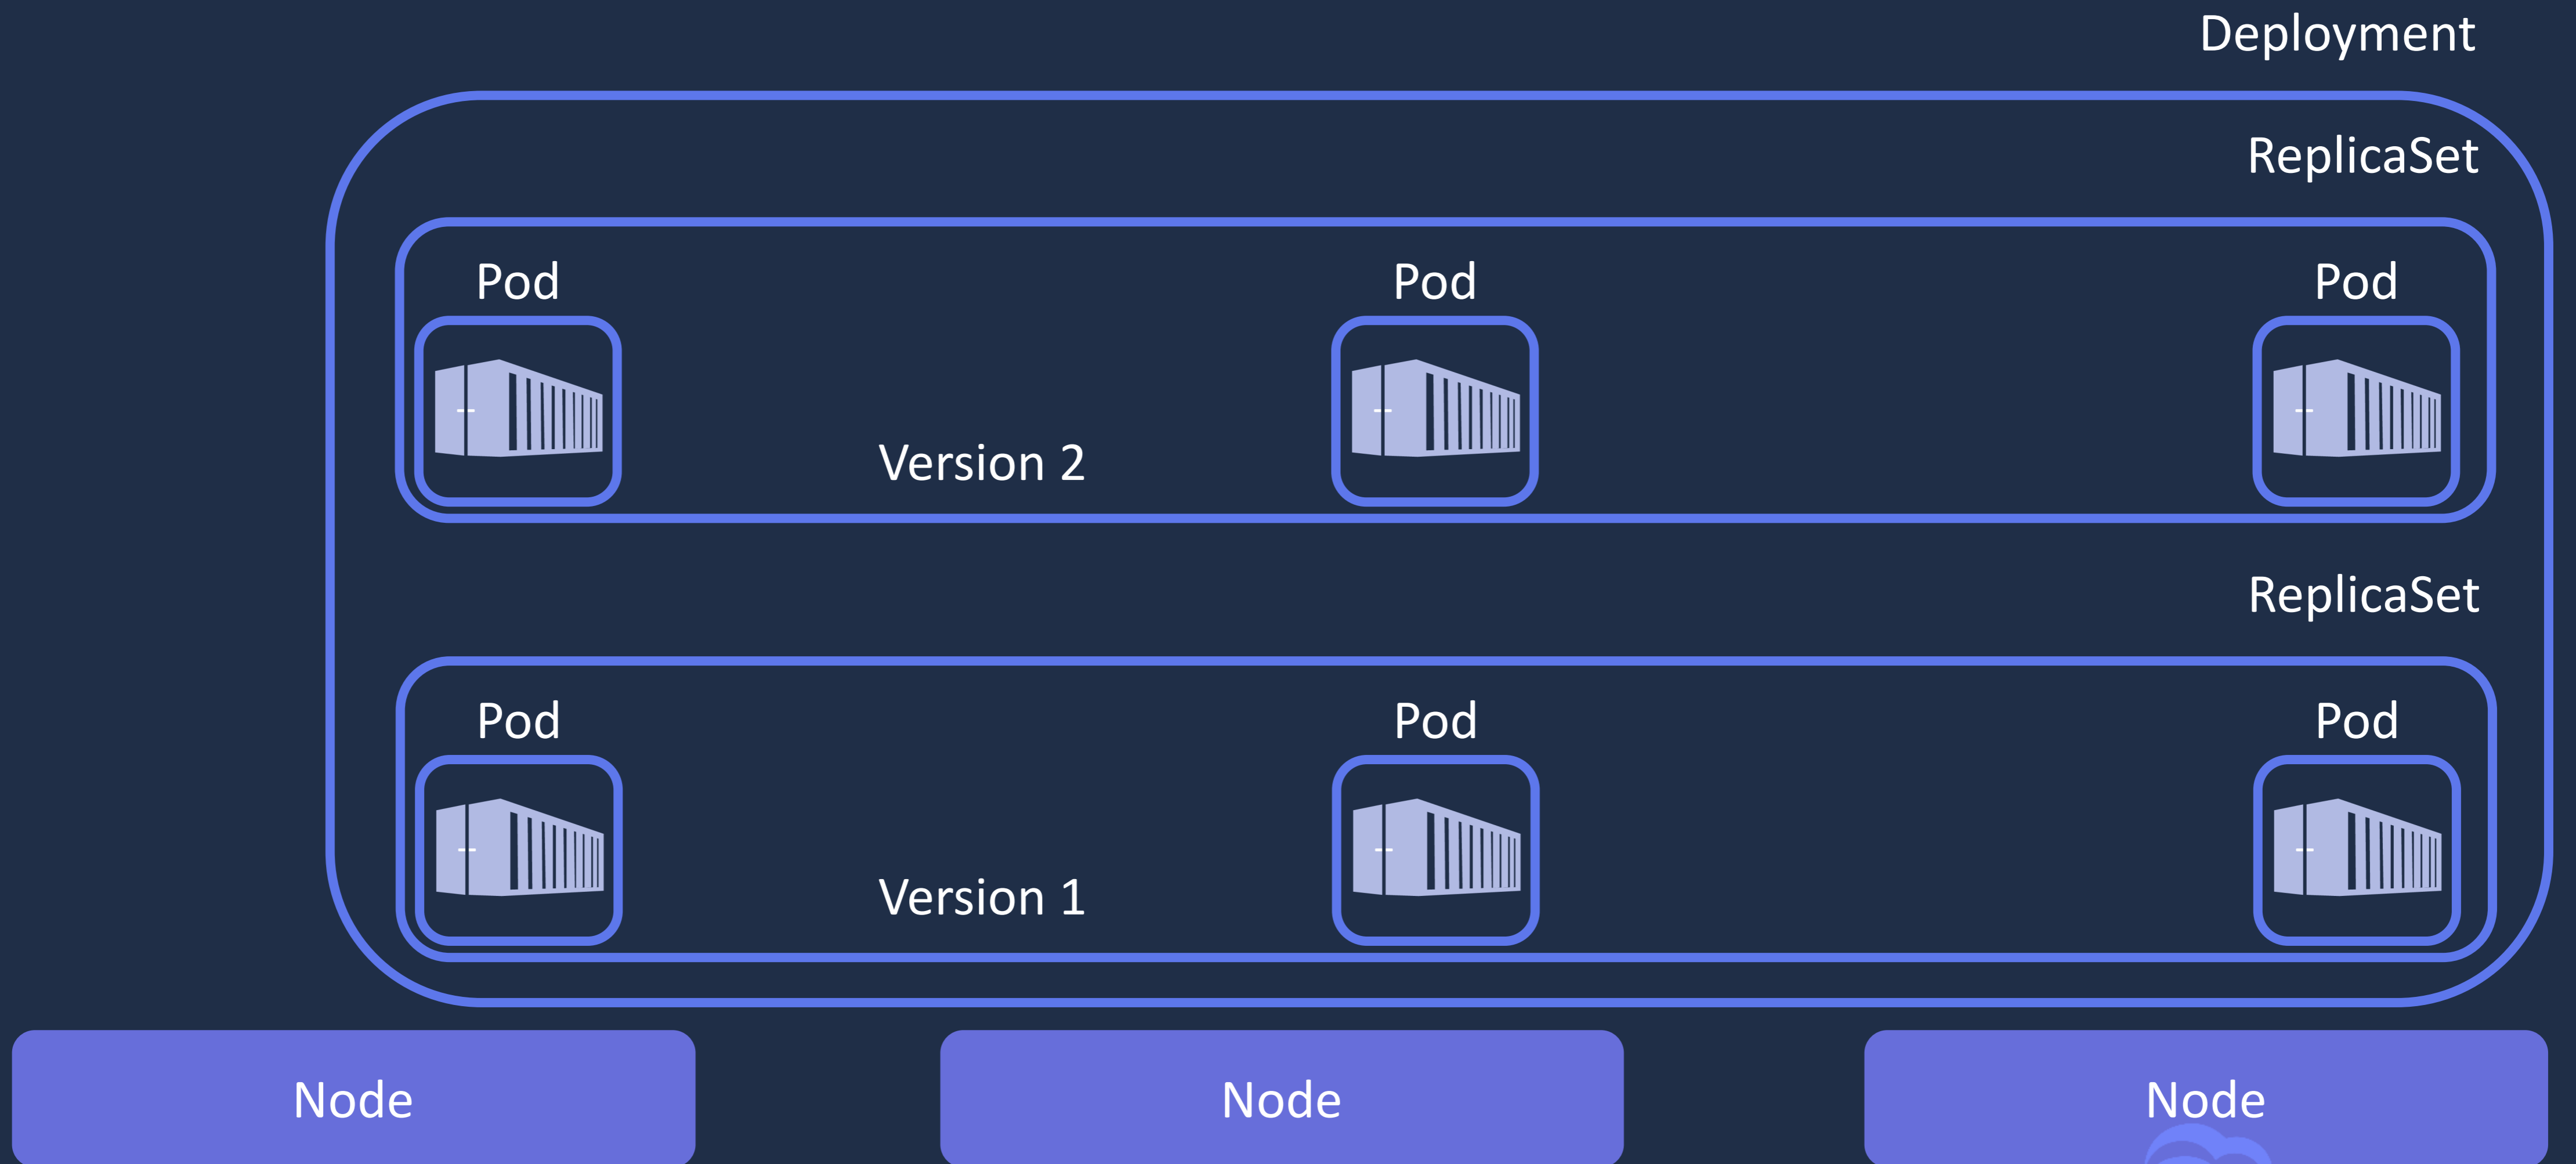 Deployment
ReplicaSet
Pod Pod Pod
Version 2
ReplicaSet
Pod Pod Pod
Version 1
Node Node Node